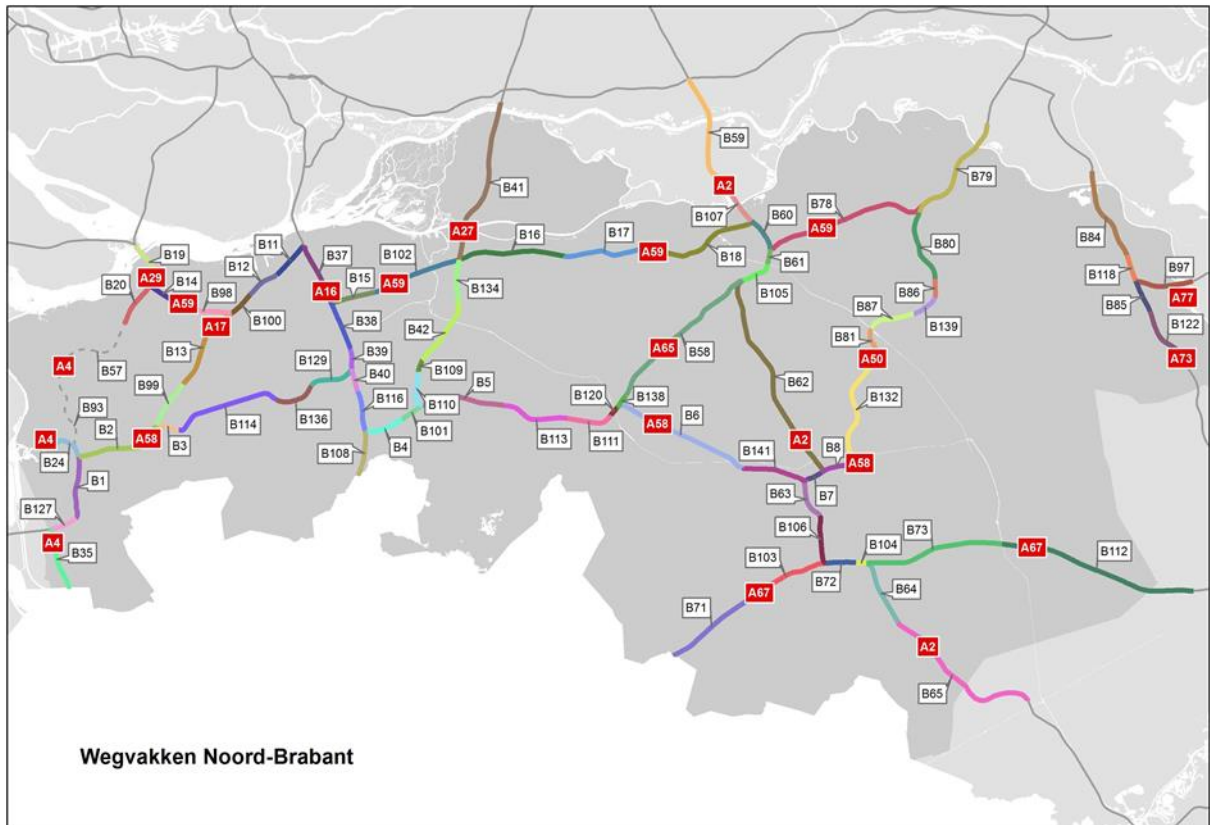 B59
A2
B79
B41
B107
B60
B78
A27
B16
B17
A59
A59
B84
B19
B11
B37
B102
B80
B12
B18
B61
A29
B14
B118
B97
B20
B98
A16
B15
A59
B134
B105
B86
A59
B85
A77
A17
B100
B38
B87
B139
B122
B42
A65
B81
B13
B58
A50
A73
A4
B57
B129
B39
B40
B109
B5
B62
B99
B120
B138
B132
B93
B116
B110
B6
B2
B114
B136
A58
A4
A58
B3
B101
B113
B111
A2
B8
B24
B108
B4
B141
A58
B1
B63
B7
B127
B106
B73
A4
B104
A67
B35
B103
B112
B72
A67
B64
B71
A2
B65
Wegvakken Noord-Brabant